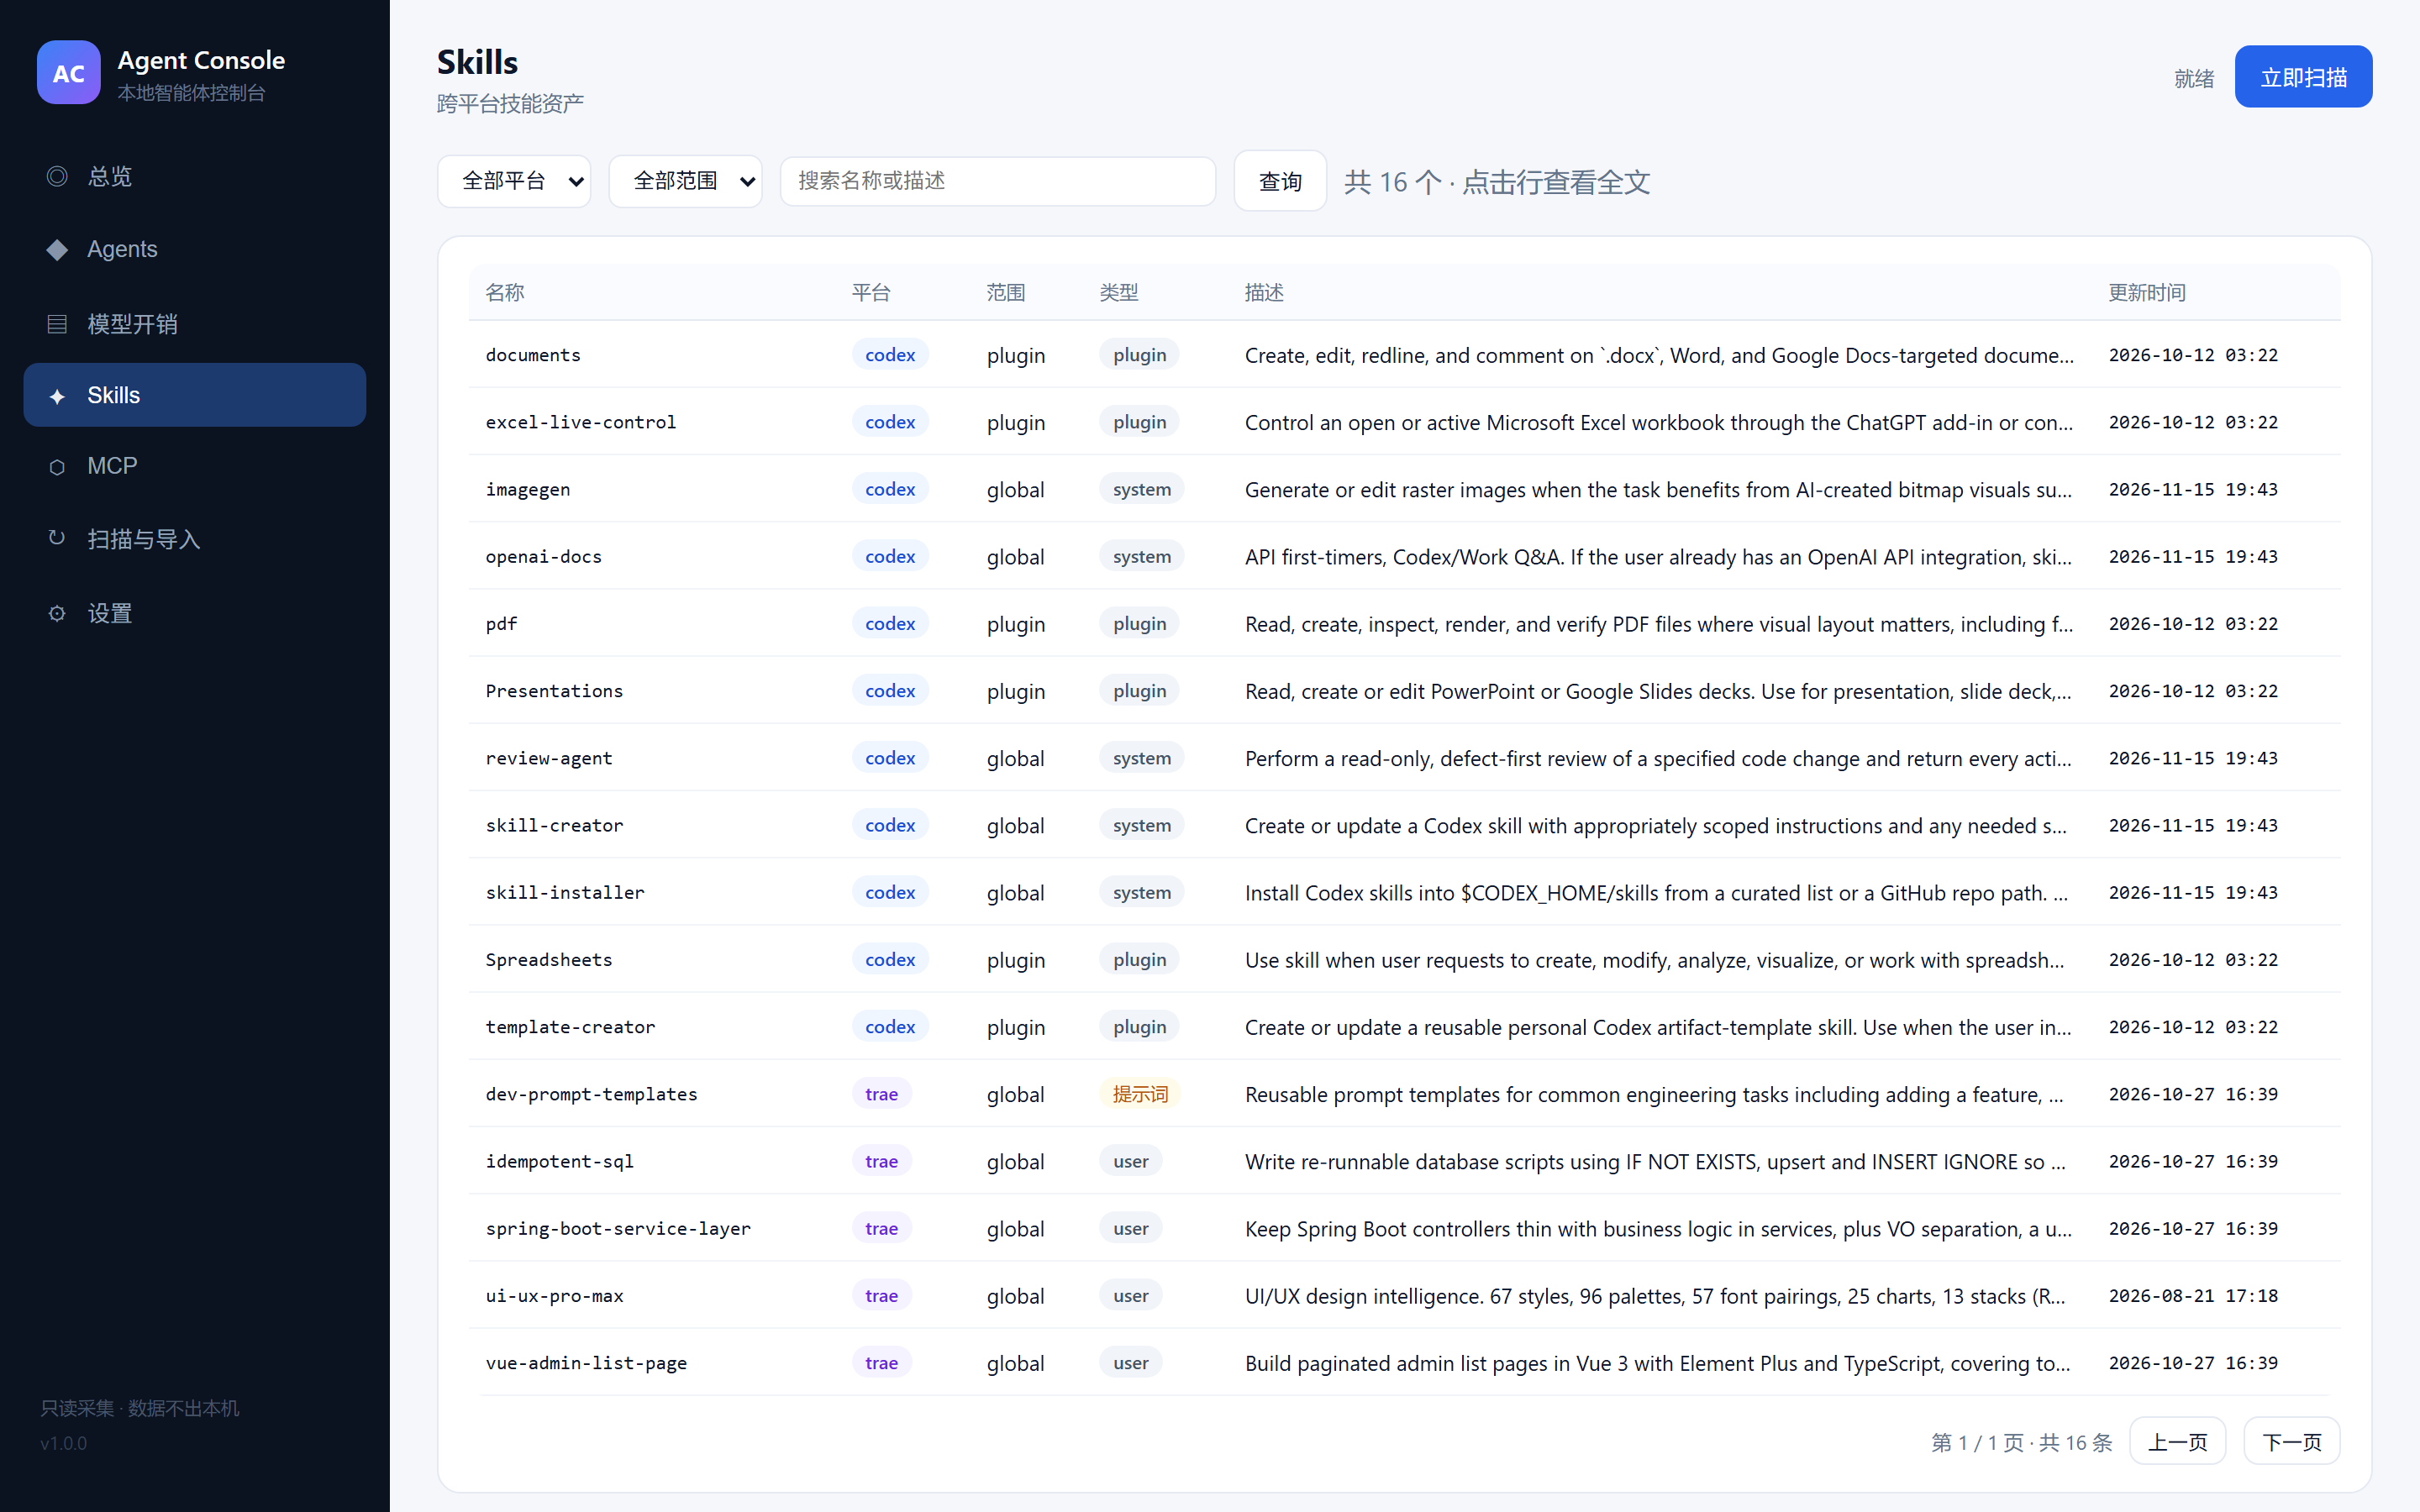 AC
Agent Console
本地智能体控制台
总览
Agents
模型开销
Skills
MCP
扫描与导入
设置
只读采集 · 数据不出本机
v1.0.0
Skills
跨平台技能资产
就绪 立即扫描
全部平台 全部范围 搜索名称或描述 查询 共 16 个 · 点击行查看全文
名称 平台 范围 类型 描述 更新时间
documents codex plugin plugin Create, edit, redline, and comment on `.docx`, Word, and Google Docs-targeted docume... 2026-10-12 03:22
excel-live-control codex plugin plugin Control an open or active Microsoft Excel workbook through the ChatGPT add-in or con... 2026-10-12 03:22
imagegen codex global system Generate or edit raster images when the task benefits from AI-created bitmap visuals su... 2026-11-15 19:43
openai-docs codex global system API first-timers, Codex/Work Q&A. If the user already has an OpenAI API integration, ski... 2026-11-15 19:43
pdf codex plugin plugin Read, create, inspect, render, and verify PDF files where visual layout matters, including f... 2026-10-12 03:22
Presentations codex plugin plugin Read, create or edit PowerPoint or Google Slides decks. Use for presentation, slide deck,... 2026-10-12 03:22
review-agent codex global system Perform a read-only, defect-first review of a specified code change and return every acti... 2026-11-15 19:43
skill-creator codex global system Create or update a Codex skill with appropriately scoped instructions and any needed s... 2026-11-15 19:43
skill-installer codex global system Install Codex skills into $CODEX_HOME/skills from a curated list or a GitHub repo path. ... 2026-11-15 19:43
Spreadsheets codex plugin plugin Use skill when user requests to create, modify, analyze, visualize, or work with spreadsh... 2026-10-12 03:22
template-creator codex plugin plugin Create or update a reusable personal Codex artifact-template skill. Use when the user in... 2026-10-12 03:22
dev-prompt-templates trae global 提示词 Reusable prompt templates for common engineering tasks including adding a feature, ... 2026-10-27 16:39
idempotent-sql trae global user Write re-runnable database scripts using IF NOT EXISTS, upsert and INSERT IGNORE so ... 2026-10-27 16:39
spring-boot-service-layer trae global user Keep Spring Boot controllers thin with business logic in services, plus VO separation, a u... 2026-10-27 16:39
ui-ux-pro-max trae global user UI/UX design intelligence. 67 styles, 96 palettes, 57 font pairings, 25 charts, 13 stacks (R... 2026-08-21 17:18
vue-admin-list-page trae global user Build paginated admin list pages in Vue 3 with Element Plus and TypeScript, covering to... 2026-10-27 16:39
第 1 / 1 页 · 共 16 条 上一页 下一页